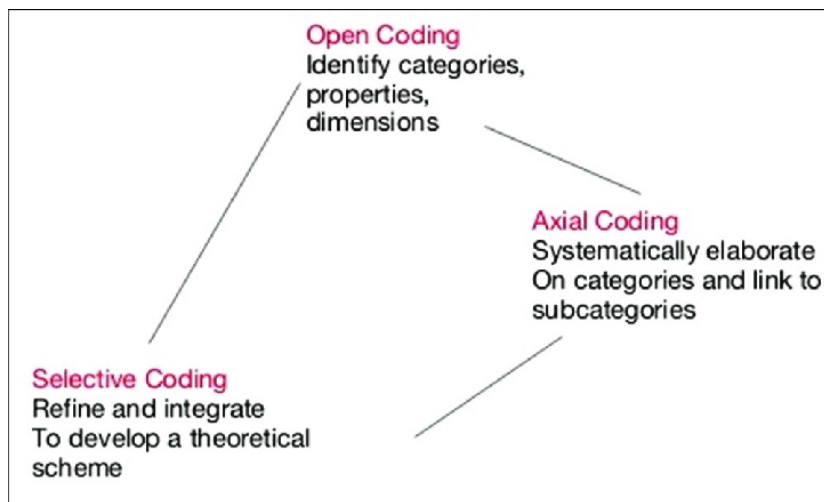 Open Coding
Identify categories,
properties,
dimensions
Axial Coding
Systematically elaborate
On categories and link to
subcategories
Selective Coding
Refine and integrate
To develop a theoretical
scheme